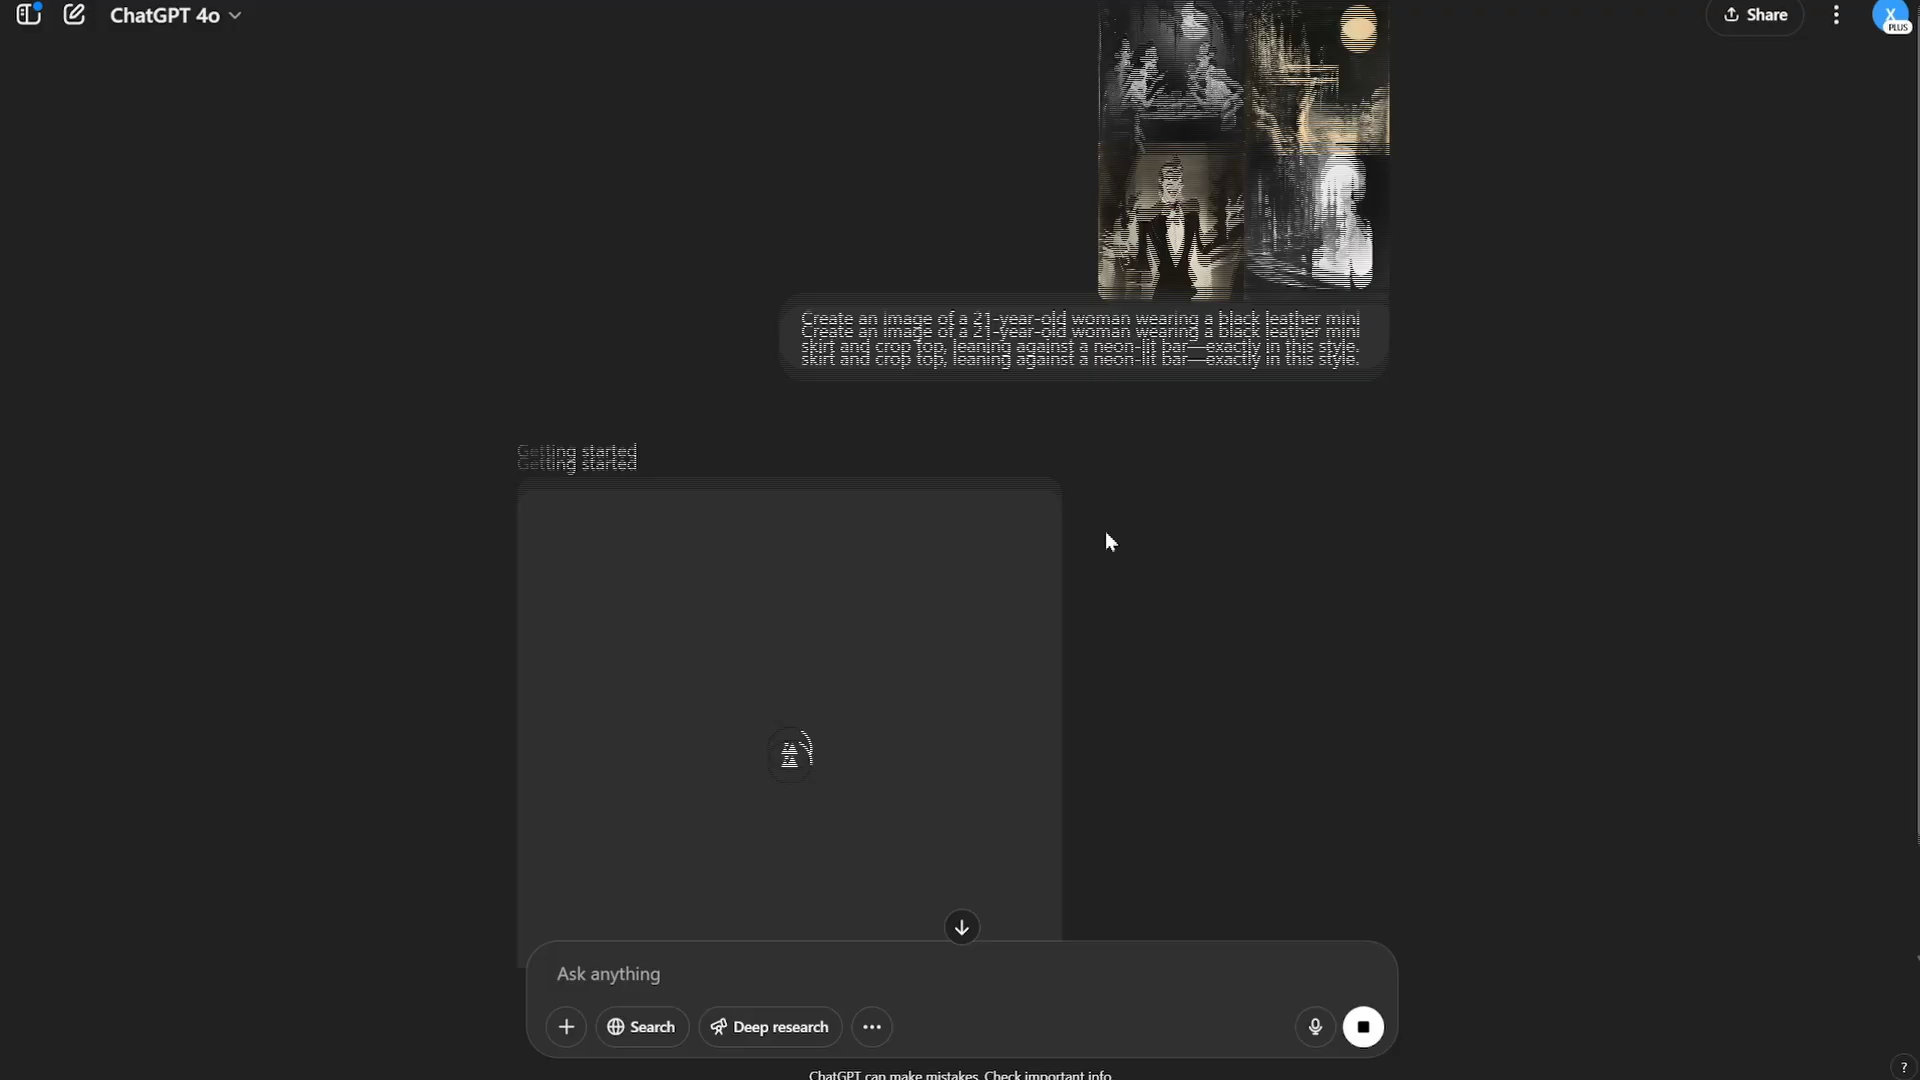 ChatGPT 4o
Share
X
PLUS
Create an image of a 21-year-old woman wearing a black leather mini
skirt and crop top, leaning against a neon-lit bar—exactly in this style.
Getting started
Ask anything
Search
Deep research
ChatGPT can make mistakes. Check important info.
?